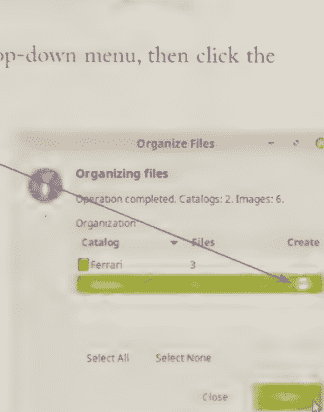 op-down menu, then click the
Organize Files
Organizing files
Operation completed. Catalogs: 2. Images: 6.
Organization
Catalog Files Create
Ferrari 3
Select All Select None
Close